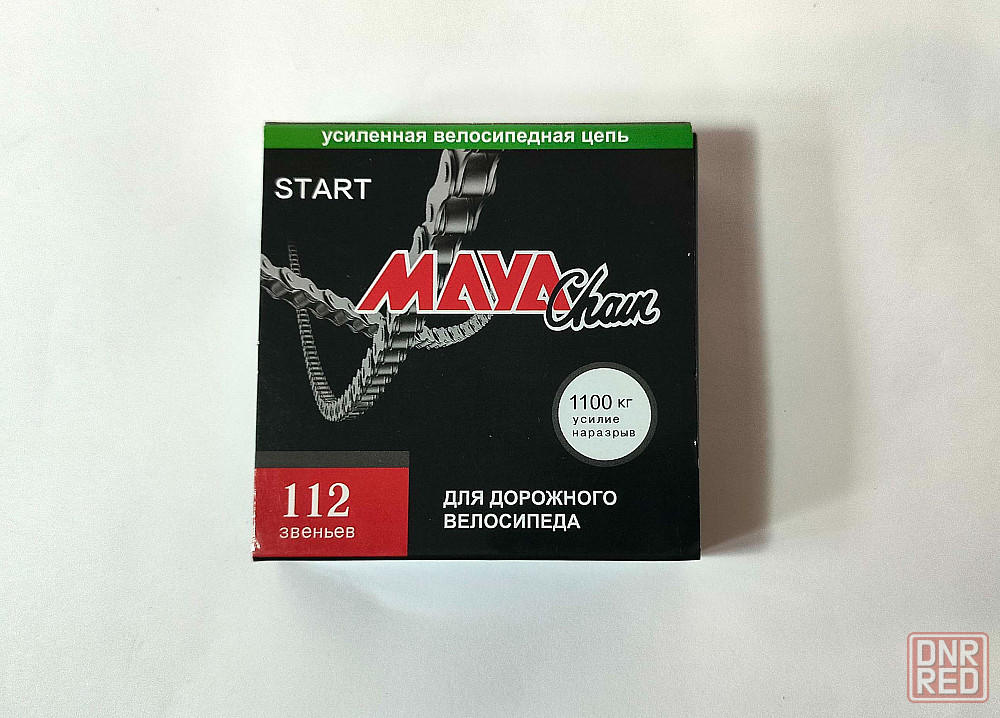 усиленная велосипедная цепь
START
MAYA Chain
1100 кг
усилие
наразрыв
112
звеньев
ДЛЯ ДОРОЖНОГО
ВЕЛОСИПЕДА
DNR
RED